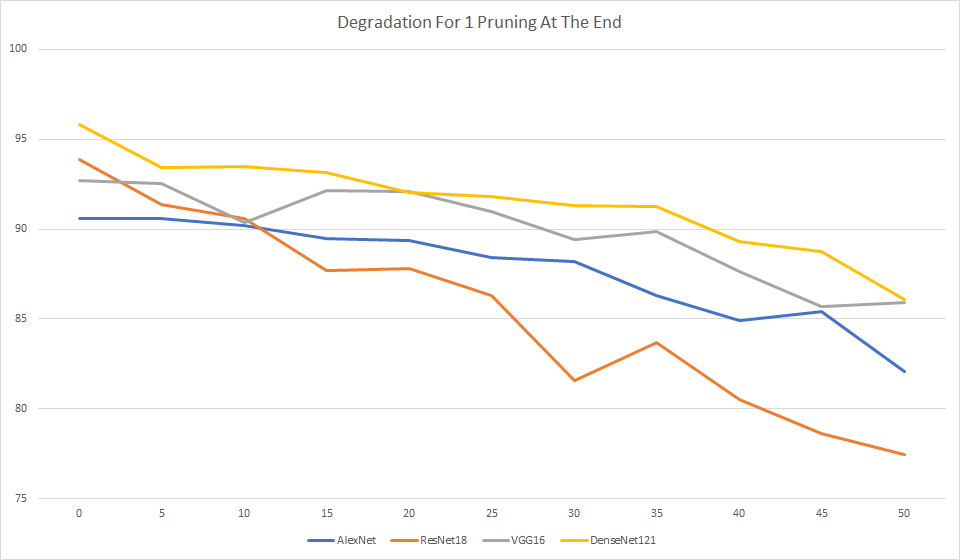 Degradation For 1 Pruning At The End
100
95
90
85
80
75
0 5 10 15 20 25 30 35 40 45 50
AlexNet ResNet18 VGG16 DenseNet121